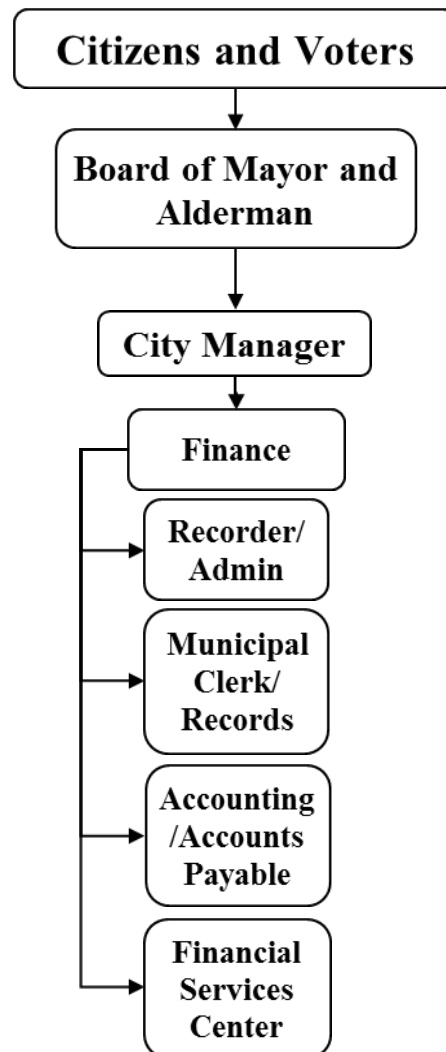 Citizens and Voters
Board of Mayor and
Alderman
City Manager
Finance
Recorder/
Admin
Municipal
Clerk/
Records
Accounting
/Accounts
Payable
Financial
Services
Center